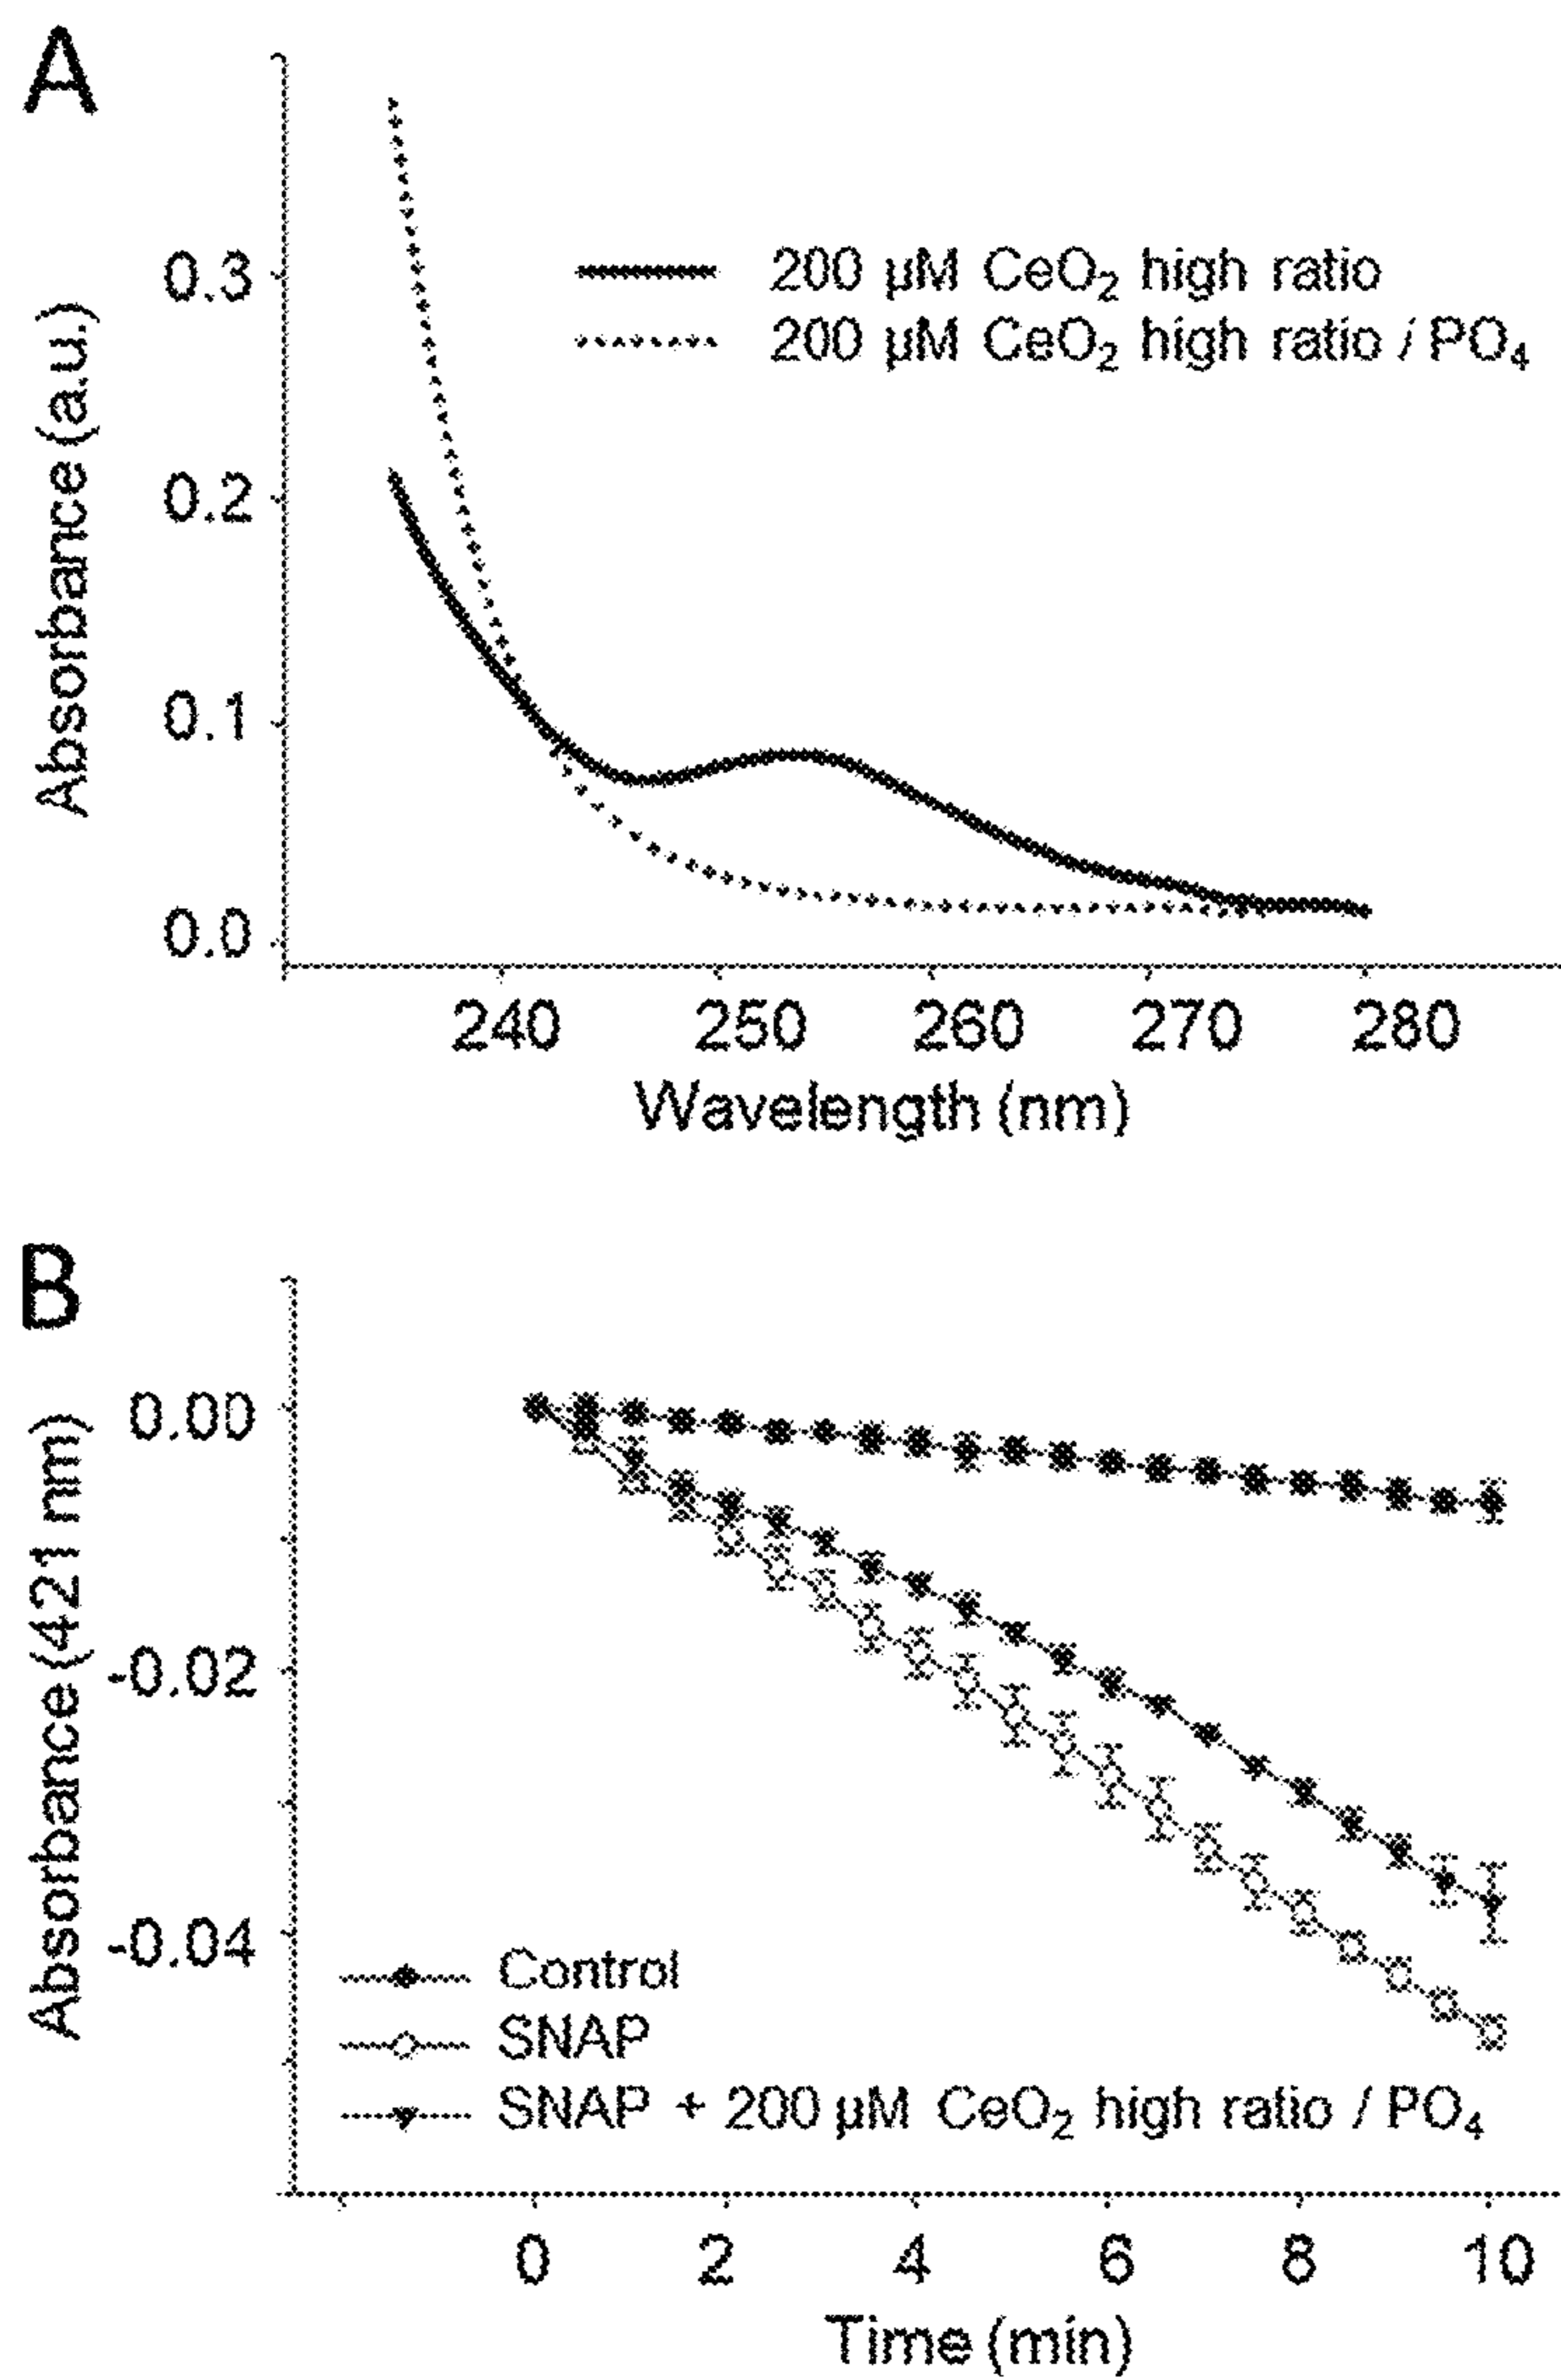 A
0.3
0.2
0.1
0.0
Absorbance (a.u.)
200 µM CeO₂ high ratio
200 µM CeO₂ high ratio / PO₄
240 250 260 270 280
Wavelength (nm)
B
0.00
-0.02
-0.04
Absorbance (421 nm)
Control
SNAP
SNAP + 200 µM CeO₂ high ratio / PO₄
0 2 4 6 8 10
Time (min)